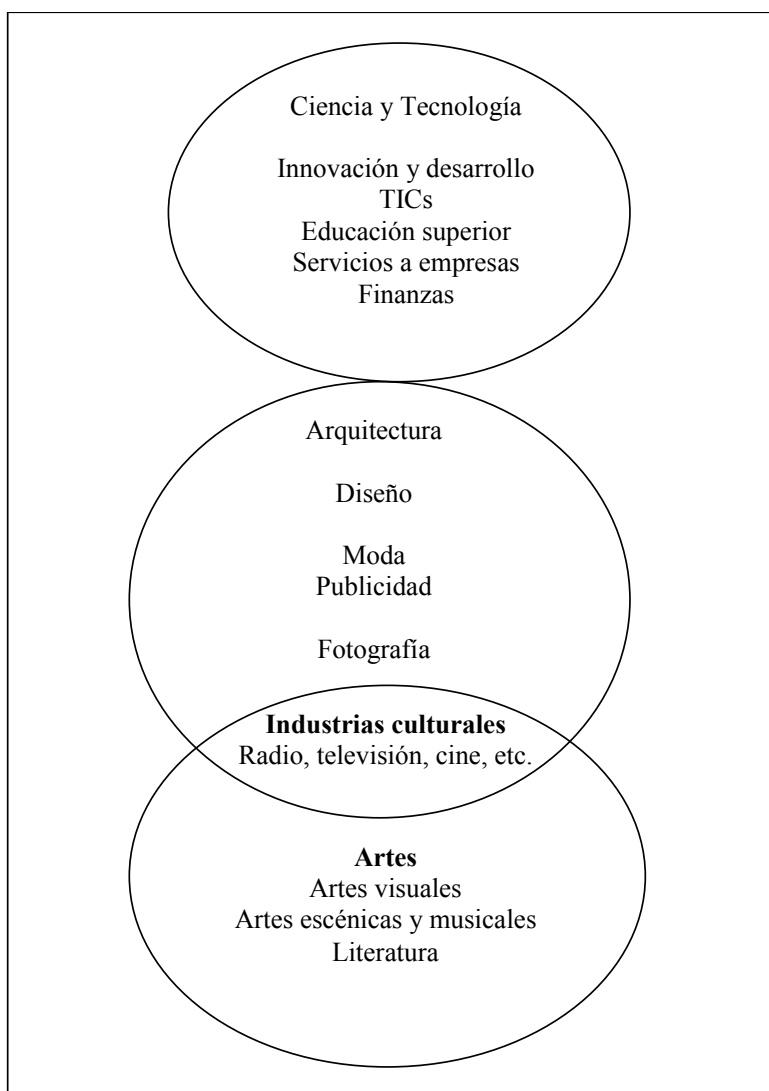 Ciencia y Tecnología
Innovación y desarrollo
TICs
Educación superior
Servicios a empresas
Finanzas
Arquitectura
Diseño
Moda
Publicidad
Fotografía
Industrias culturales
Radio, televisión, cine, etc.
Artes
Artes visuales
Artes escénicas y musicales
Literatura